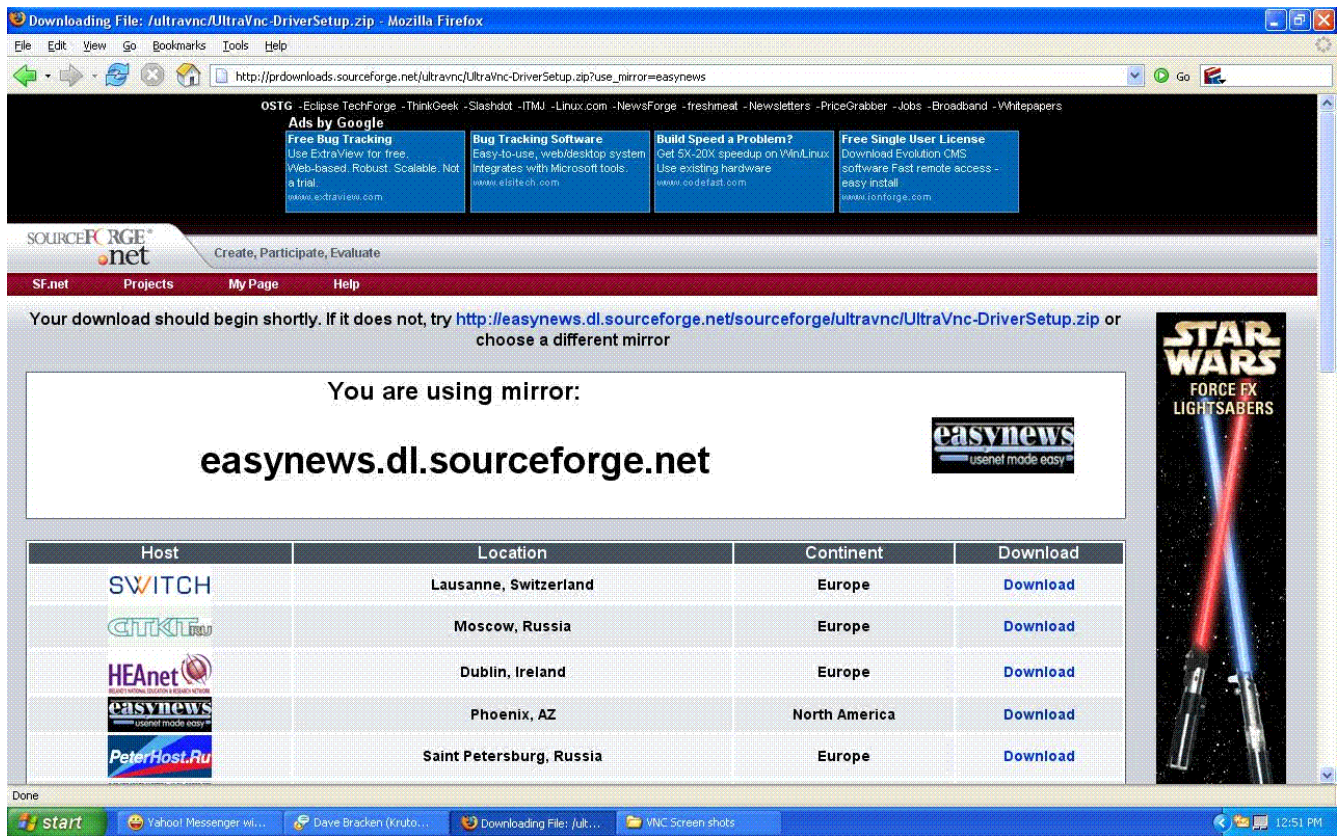 Downloading File: /ultravnc/UltraVnc-DriverSetup.zip - Mozilla Firefox
File Edit View Go Bookmarks Tools Help
http://prdownloads.sourceforge.net/ultravnc/UltraVnc-DriverSetup.zip?use_mirror=easynews
Go
OSTG - Eclipse TechForge - ThinkGeek - Slashdot - ITMJ - Linux.com - NewsForge - freshmeat - Newsletters - PriceGrabber - Jobs - Broadband - Whitepapers
Ads by Google
Free Bug Tracking
Use ExtraView for free.
Web-based. Robust. Scalable. Not
a trial.
www.extraview.com
Bug Tracking Software
Easy-to-use, web/desktop system
Integrates with Microsoft tools.
www.elsitech.com
Build Speed a Problem?
Get 5X-20X speedup on Win/Linux
Use existing hardware
www.codefast.com
Free Single User License
Download Evolution CMS
software Fast remote access -
easy install
www.ionforge.com
SOURCEFORGE
.net
Create, Participate, Evaluate
SF.net Projects My Page Help
Your download should begin shortly. If it does not, try http://easynews.dl.sourceforge.net/sourceforge/ultravnc/UltraVnc-DriverSetup.zip or
choose a different mirror
You are using mirror:
easynews.dl.sourceforge.net
easynews
usenet made easy
STAR
WARS
FORCE FX
LIGHTSABERS
Host Location Continent Download
SWITCH Lausanne, Switzerland Europe Download
CITKIT.RU Moscow, Russia Europe Download
HEAnet Dublin, Ireland Europe Download
easynews usenet made easy Phoenix, AZ North America Download
PeterHost.Ru Saint Petersburg, Russia Europe Download
Done
start
Yahoo! Messenger wi...
Dave Bracken (Kruto...
Downloading File: /ult...
VNC Screen shots
12:51 PM